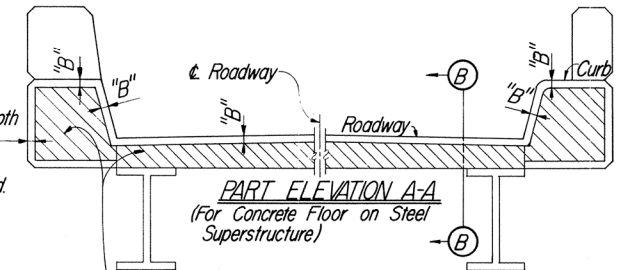 "B"
"B"
℄ Roadway
"B"
Roadway
B
"B"
"B"
Curb
PART ELEVATION A-A
(For Concrete Floor on Steel
Superstructure)
B